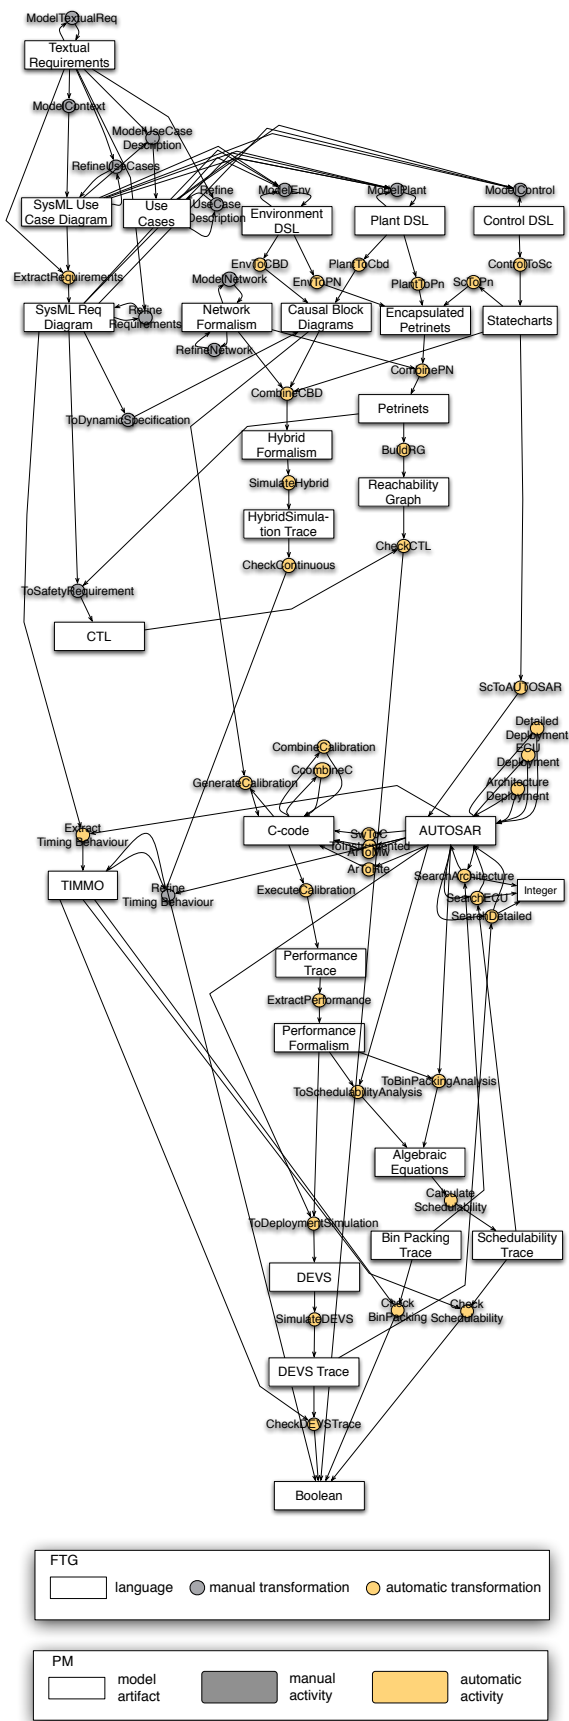 ModelTextualReq
Textual
Requirements
ModelContext
ModelUseCase
Description
RefineUseCases
SysML Use
Case Diagram
Use
Cases
Refine
UseCase
Description
ModelEnv
Environment
DSL
ModelPlant
Plant DSL
ModelControl
Control DSL
ExtractRequirements
EnvToCBD
ModelNetwork
EnvToPN
PlantToCbd
PlantToPn
ScToPn
ControlToSc
SysML Req
Diagram
Refine
Requirements
Network
Formalism
Causal Block
Diagrams
Encapsulated
Petrinets
Statecharts
RefineNetwork
CombinePN
CombineCBD
ToDynamicSpecification
Petrinets
Hybrid
Formalism
BuildRG
SimulateHybrid
Reachability
Graph
HybridSimula-
tion Trace
CheckCTL
CheckContinuous
ToSafetyRequirement
CTL
ScToAUTOSAR
Detailed
Deployment
ECU
Deployment
Architecture
Deployment
CombineCalibration
CcombineC
GenerateCalibration
Extract
Timing Behaviour
C-code
SwToC
ToInstrumented
ArToMw
ArToRte
AUTOSAR
TIMMO
Refine
Timing Behaviour
ExecuteCalibration
SearchArchitecture
SearchECU
SearchDetailed
Integer
Performance
Trace
ExtractPerformance
Performance
Formalism
ToSchedulabilityAnalysis
ToBinPackingAnalysis
Algebraic
Equations
Calculate
Schedulability
ToDeploymentSimulation
Bin Packing
Trace
Schedulability
Trace
DEVS
SimulateDEVS
Check
BinPacking
Check
Schedulability
DEVS Trace
CheckDEVSTrace
Boolean
FTG
language
manual transformation
automatic transformation
PM
model
artifact
manual
activity
automatic
activity